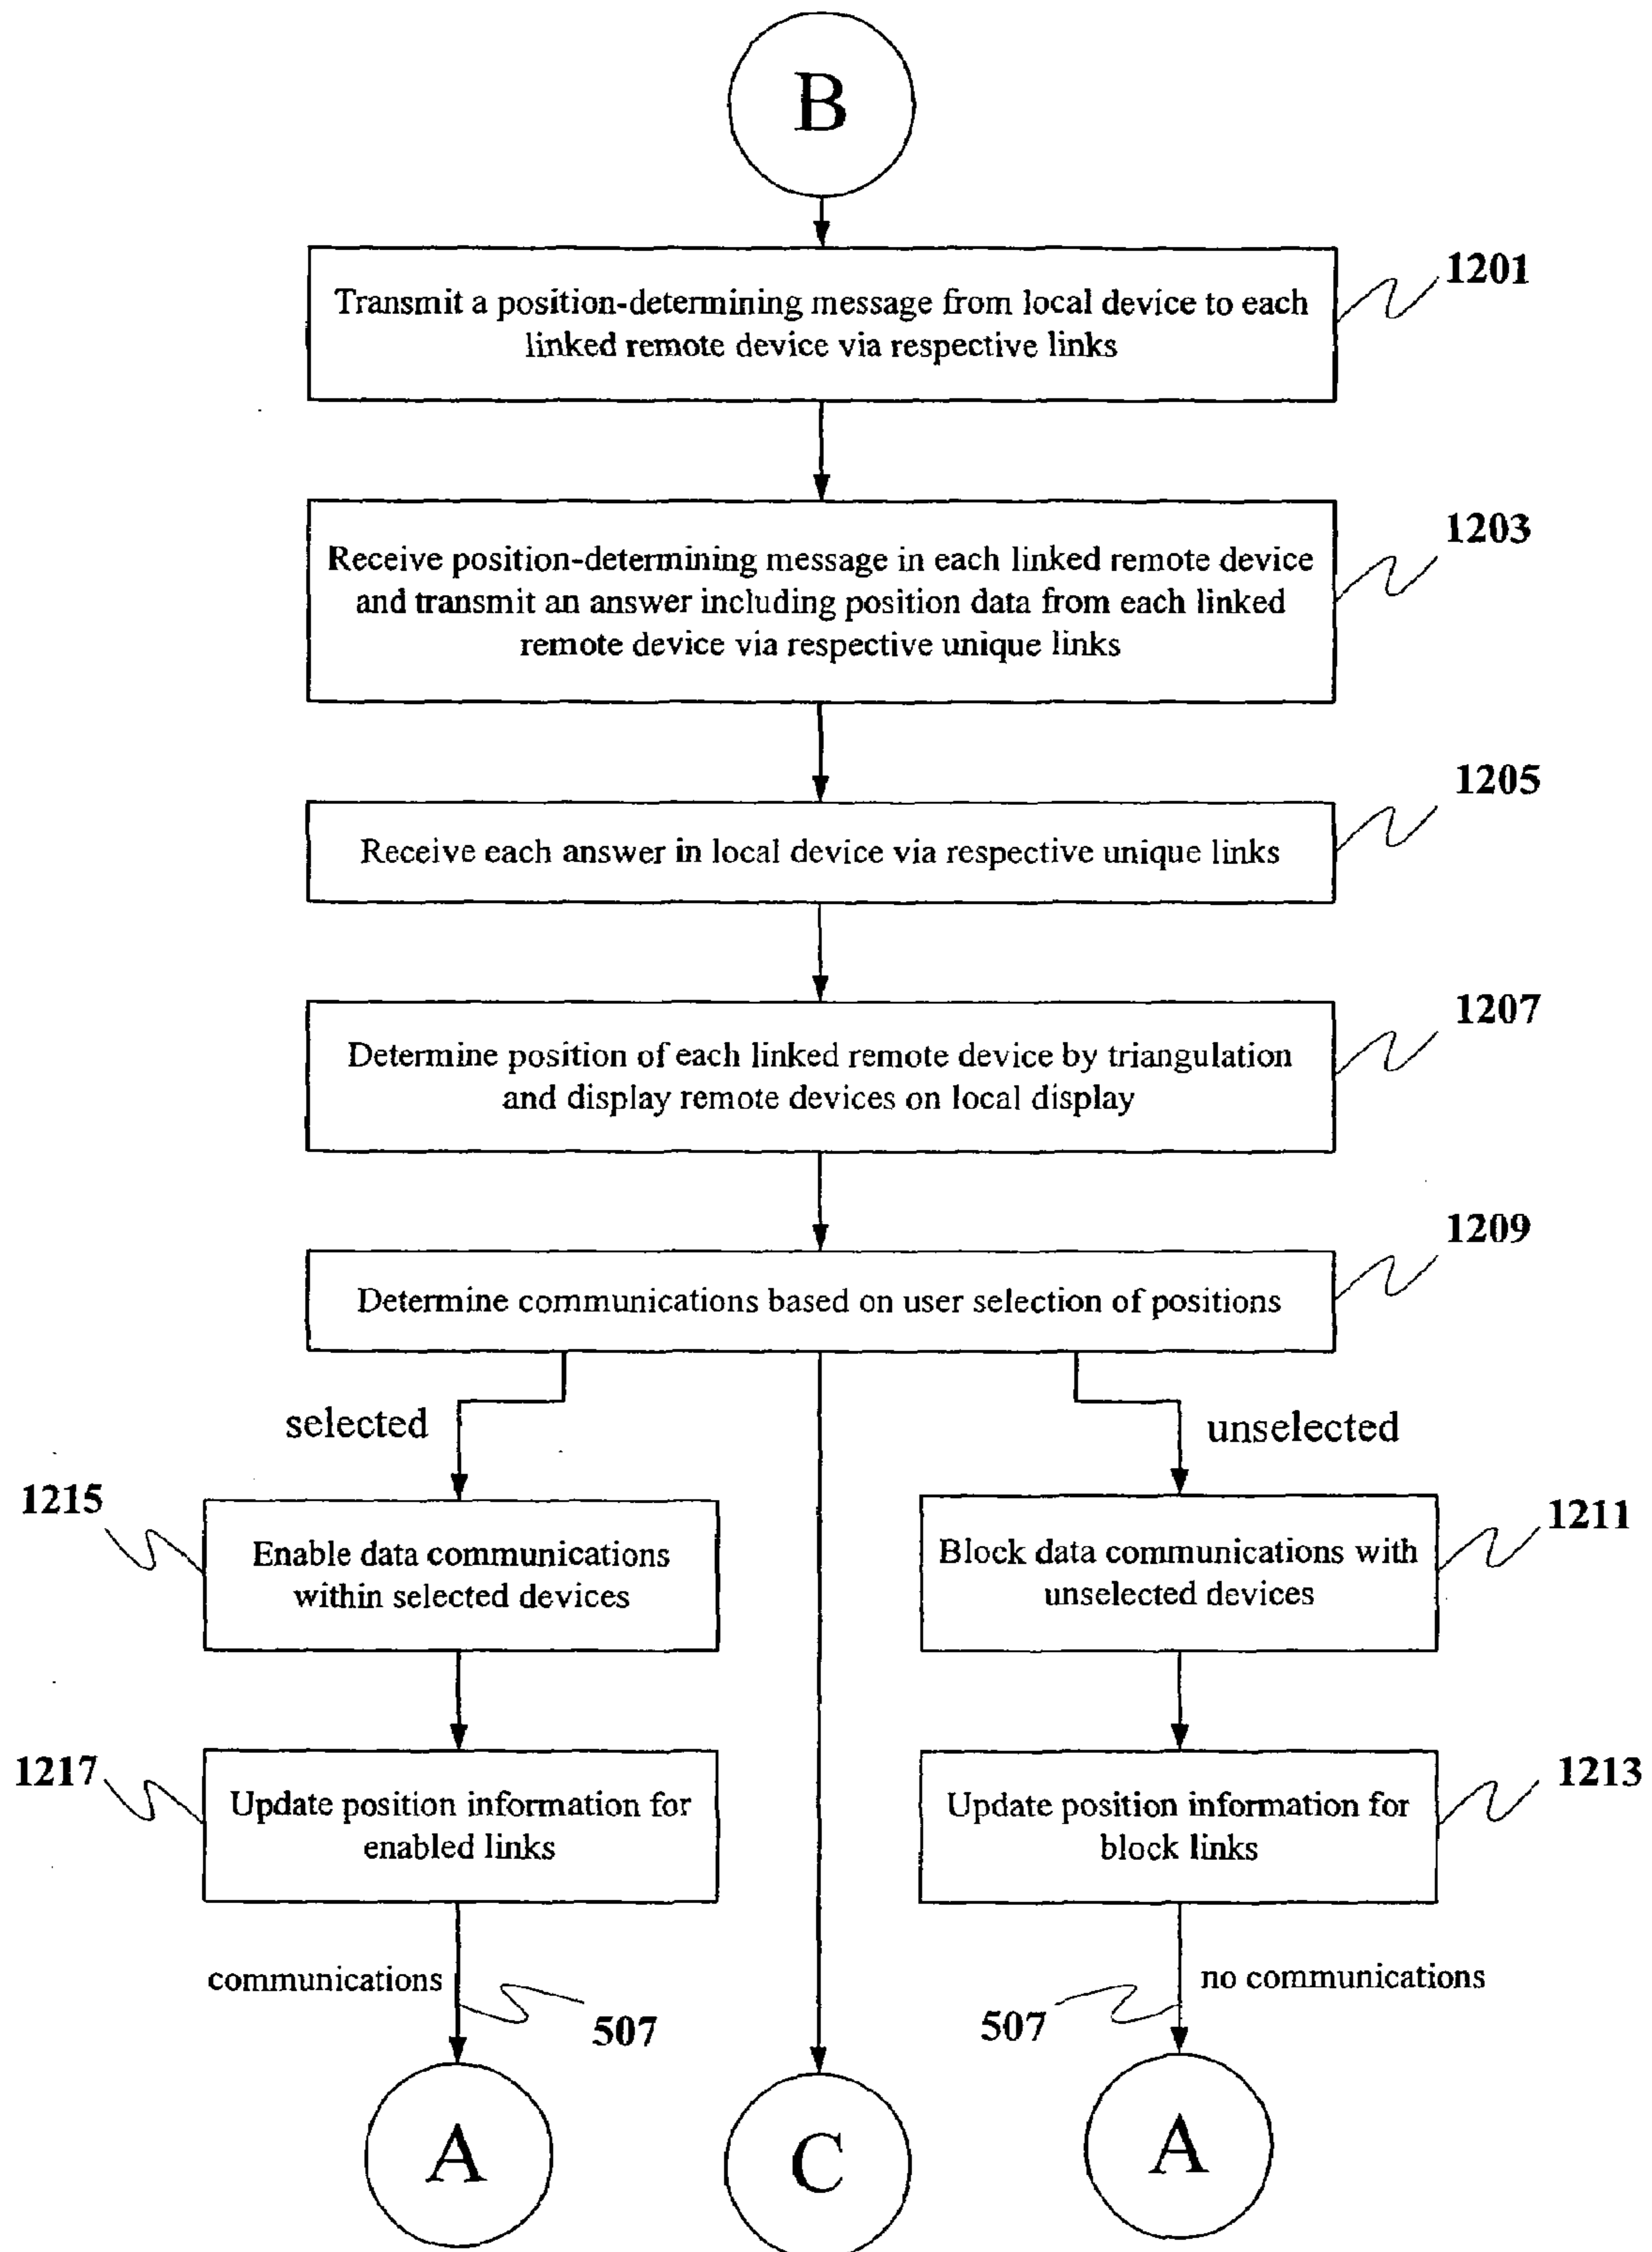 B
1201
Transmit a position-determining message from local device to each
linked remote device via respective links
1203
Receive position-determining message in each linked remote device
and transmit an answer including position data from each linked
remote device via respective unique links
1205
Receive each answer in local device via respective unique links
1207
Determine position of each linked remote device by triangulation
and display remote devices on local display
1209
Determine communications based on user selection of positions
selected
unselected
1215
Enable data communications
within selected devices
1211
Block data communications with
unselected devices
1217
Update position information for
enabled links
1213
Update position information for
block links
communications
507
507
no communications
A
C
A